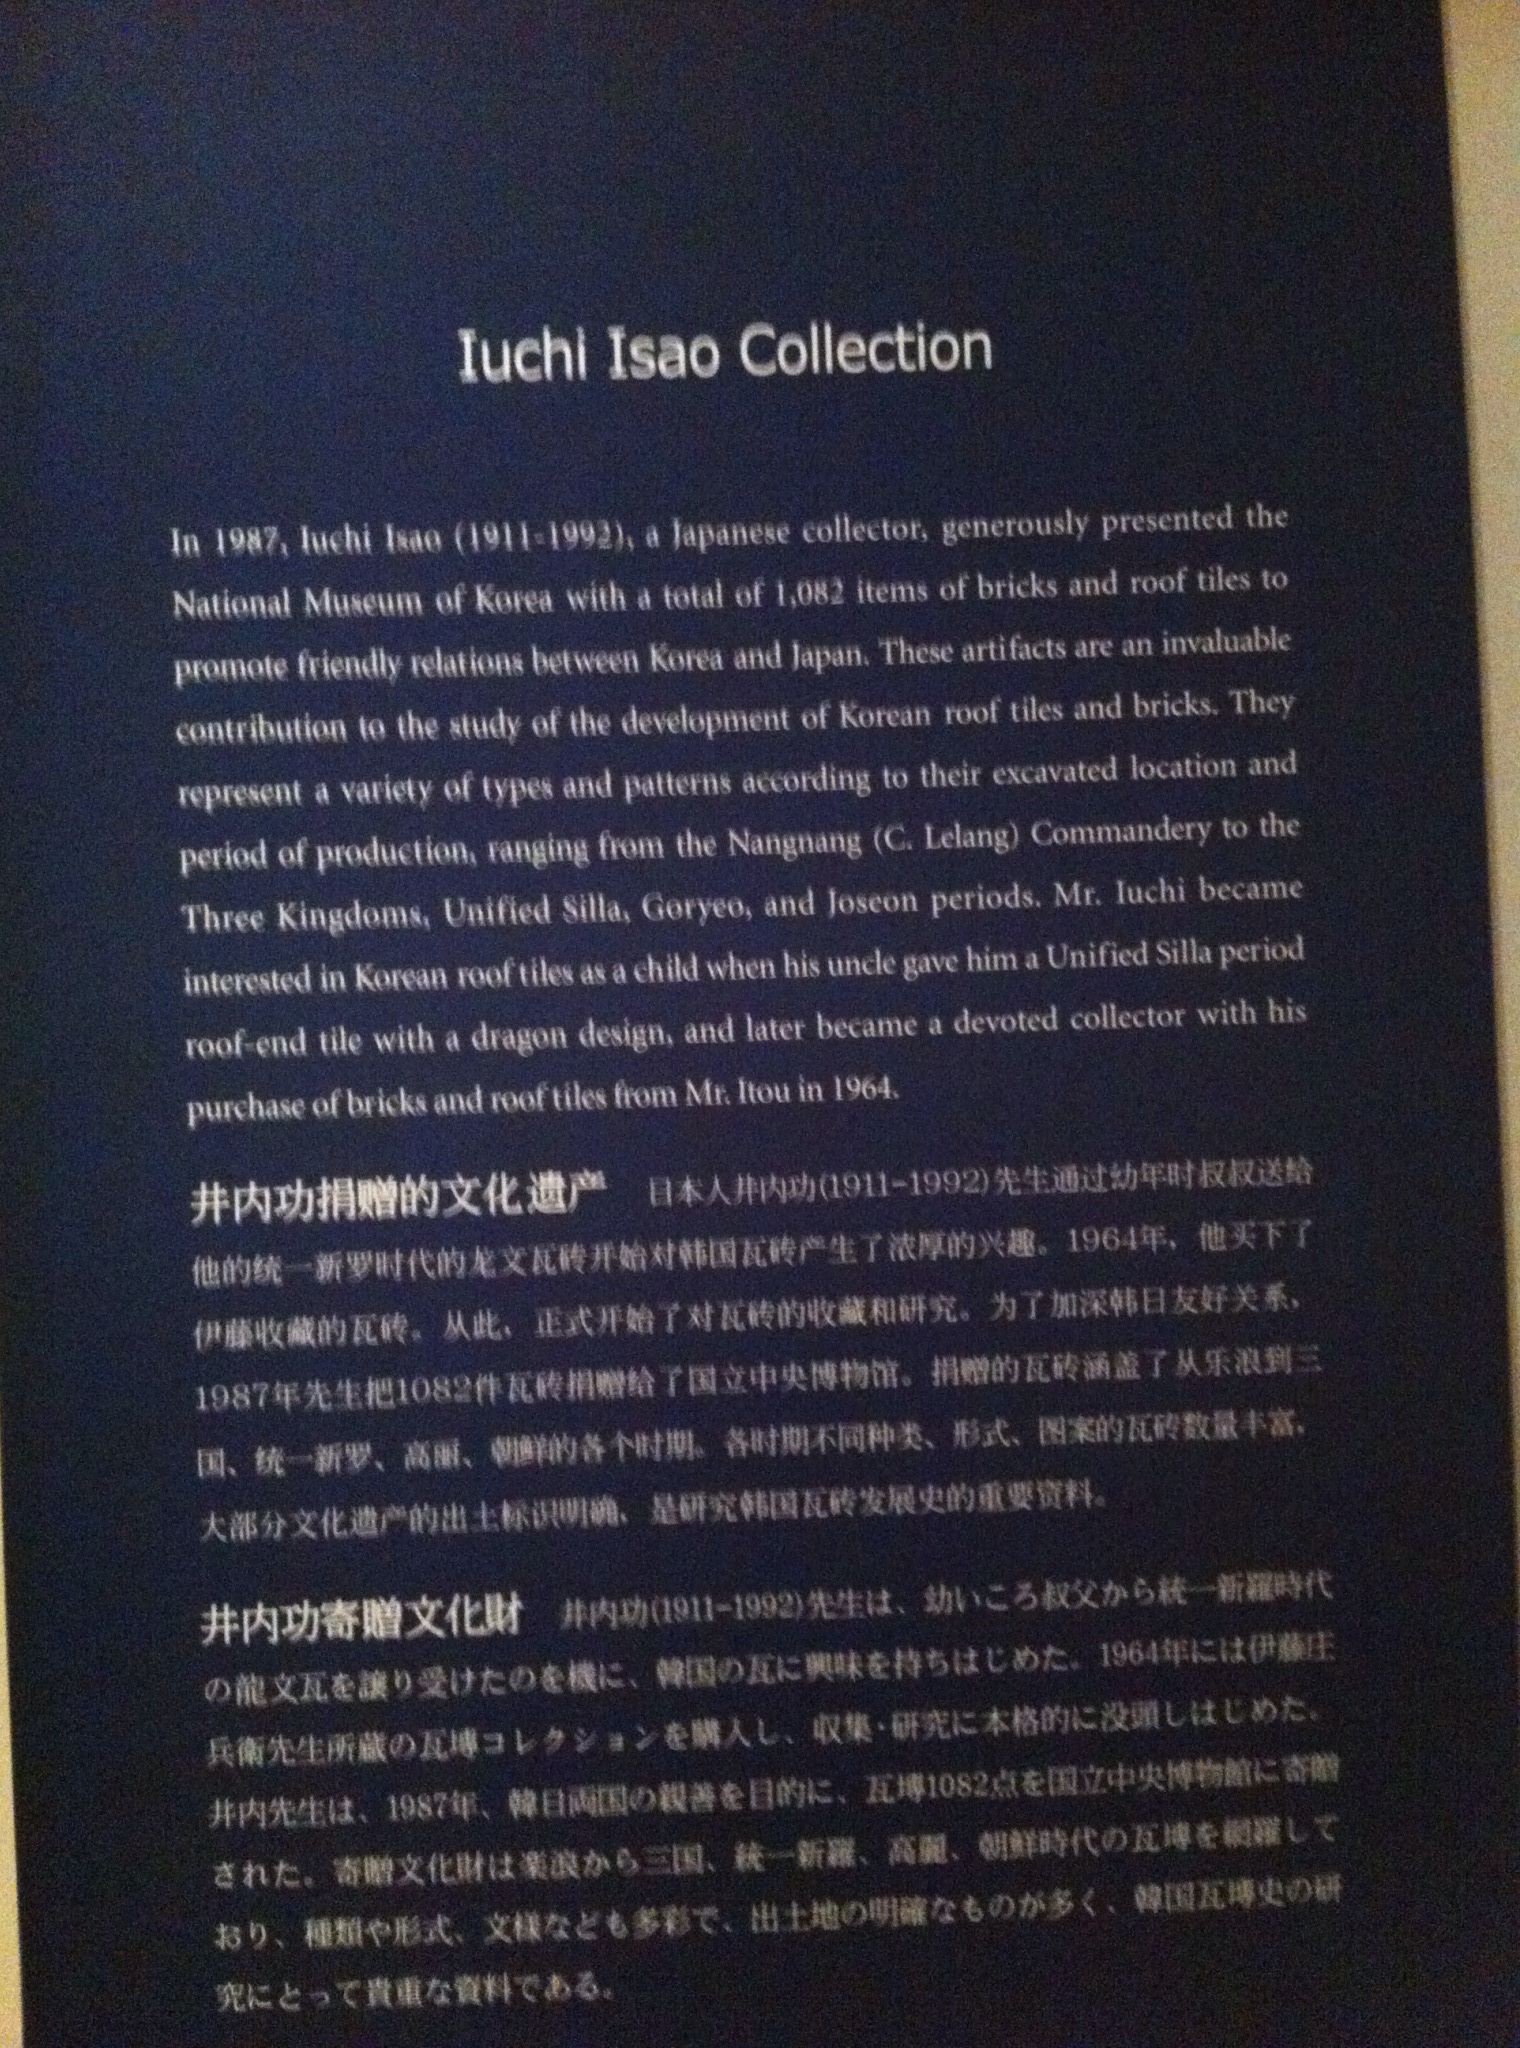 Iuchi Isao Collection
In 1987, Iuchi Isao (1911-1992), a Japanese collector, generously presented the
National Museum of Korea with a total of 1,082 items of bricks and roof tiles to
promote friendly relations between Korea and Japan. These artifacts are an invaluable
contribution to the study of the development of Korean roof tiles and bricks. They
represent a variety of types and patterns according to their excavated location and
period of production, ranging from the Nangnang (C. Lelang) Commandery to the
Three Kingdoms, Unified Silla, Goryeo, and Joseon periods. Mr. Iuchi became
interested in Korean roof tiles as a child when his uncle gave him a Unified Silla period
roof-end tile with a dragon design, and later became a devoted collector with his
purchase of bricks and roof tiles from Mr. Itou in 1964.
井内功捐赠的文化遗产 日本人井内功(1911-1992)先生通过幼年时叔叔送给
他的统一新罗时代的龙文瓦砖开始对韩国瓦砖产生了浓厚的兴趣。1964年，他买下了
伊藤收藏的瓦砖。从此，正式开始了对瓦砖的收藏和研究。为了加深韩日友好关系，
1987年先生把1082件瓦砖捐赠给了国立中央博物馆。捐赠的瓦砖涵盖了从乐浪到三
国、统一新罗、高丽、朝鲜的各个时期。各时期不同种类、形式、图案的瓦砖数量丰富，
大部分文化遗产的出土标识明确，是研究韩国瓦砖发展史的重要资料。
井内功寄贈文化財 井内功(1911-1992)先生は、幼いころ叔父から統一新羅時代
の龍文瓦を譲り受けたのを機に、韓国の瓦に興味を持ちはじめた。1964年には伊藤庄
兵衛先生所蔵の瓦塼コレクションを購入し、収集·研究に本格的に没頭しはじめた。
井内先生は、1987年、韓日両国の親善を目的に、瓦塼1082点を国立中央博物館に寄贈
された。寄贈文化財は楽浪から三国、統一新羅、高麗、朝鮮時代の瓦塼を網羅して
おり、種類や形式、文様なども多彩で、出土地の明確なものが多く、韓国瓦塼史の研
究にとって貴重な資料である。